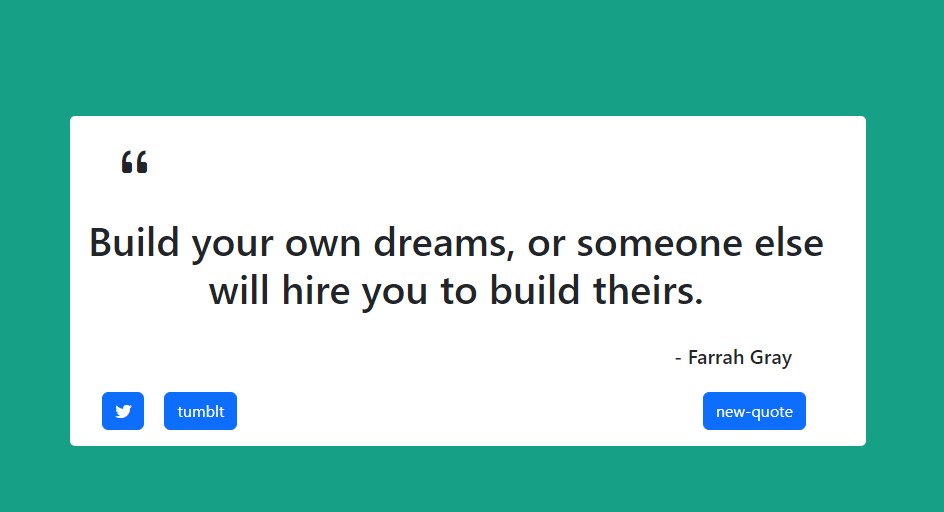 “
Build your own dreams, or someone else
will hire you to build theirs.
- Farrah Gray
tumblt
new-quote